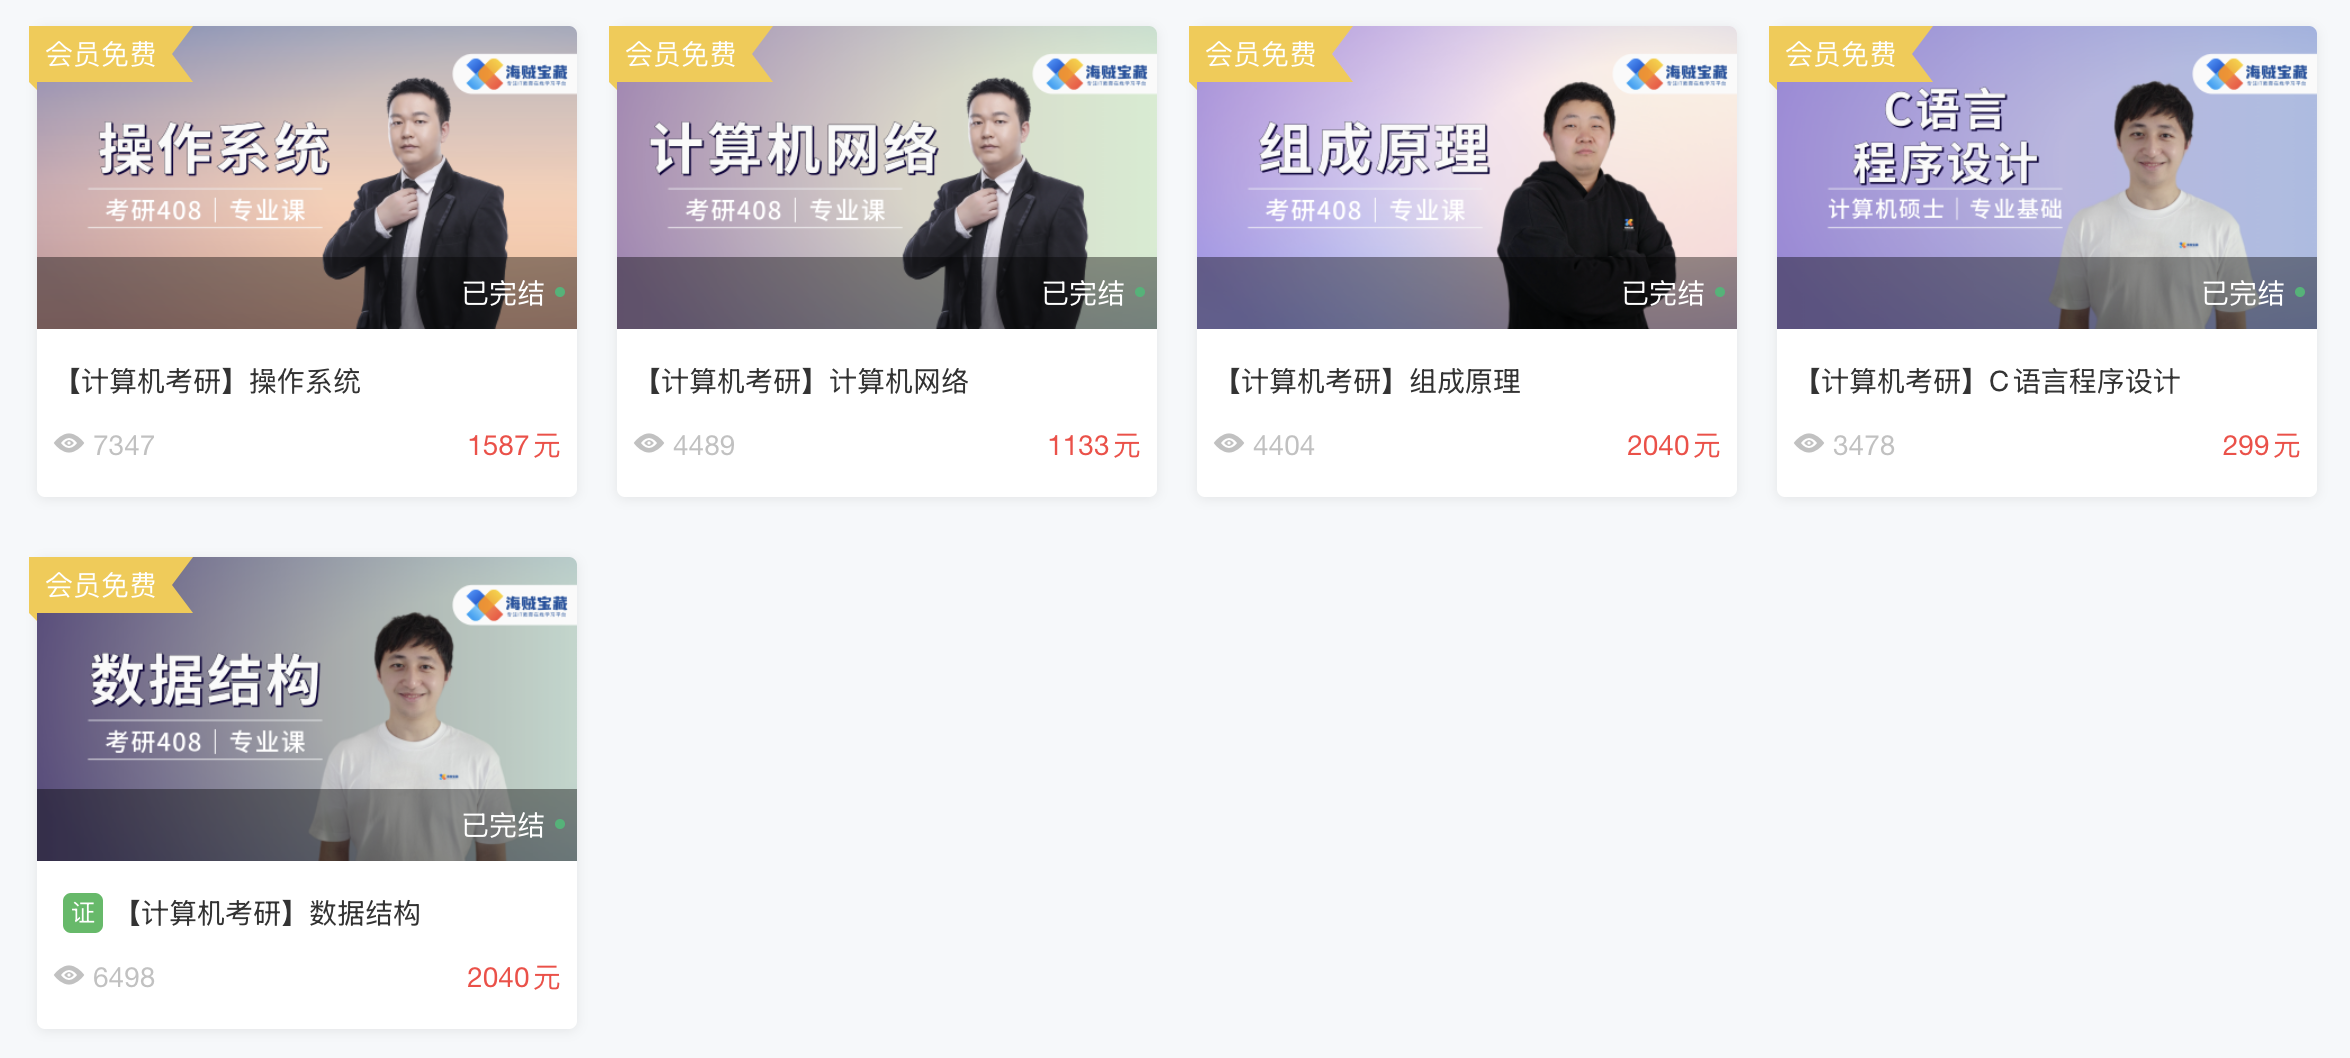 会员免费
海贼宝藏
操作系统
考研408｜专业课
已完结
【计算机考研】操作系统
7347
1587元
会员免费
海贼宝藏
计算机网络
考研408｜专业课
已完结
【计算机考研】计算机网络
4489
1133元
会员免费
海贼宝藏
组成原理
考研408｜专业课
已完结
【计算机考研】组成原理
4404
2040元
会员免费
海贼宝藏
C语言
程序设计
计算机硕士｜专业基础
已完结
【计算机考研】C语言程序设计
3478
299元
会员免费
海贼宝藏
数据结构
考研408｜专业课
已完结
证 【计算机考研】数据结构
6498
2040元